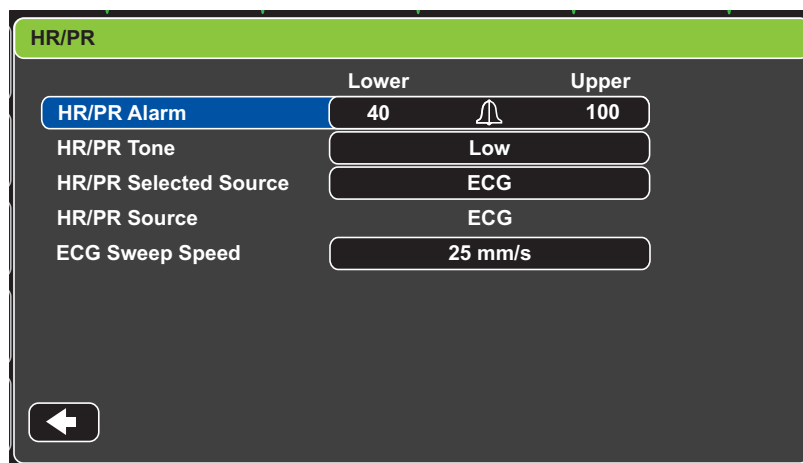 HR/PR
Lower Upper
HR/PR Alarm 40 100
HR/PR Tone Low
HR/PR Selected Source ECG
HR/PR Source ECG
ECG Sweep Speed 25 mm/s